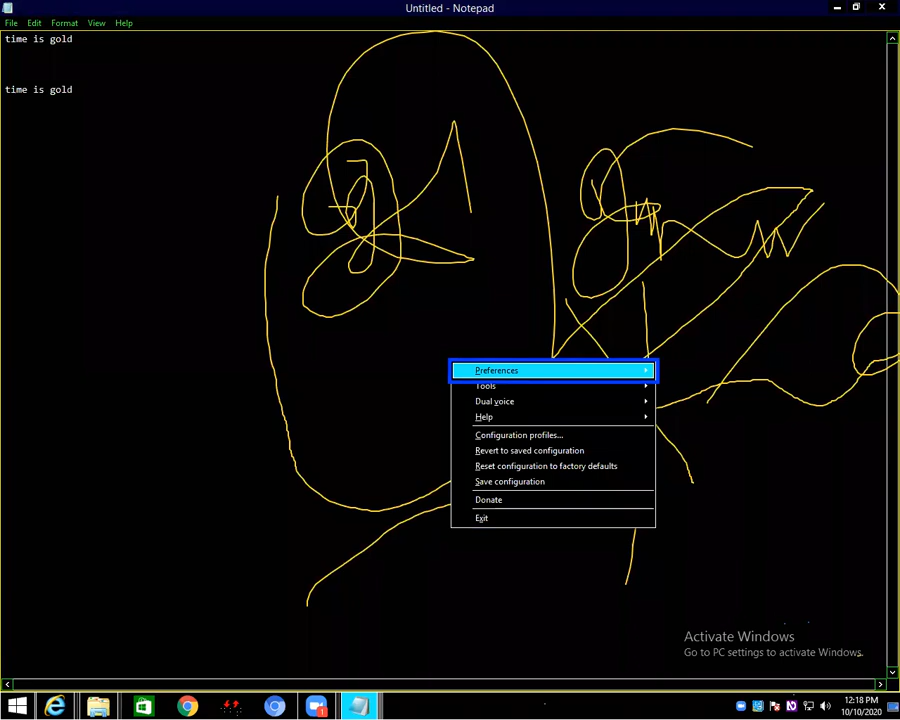 Untitled - Notepad
File Edit Format View Help
time is gold
time is gold
Preferences
Tools
Dual voice
Help
Configuration profiles...
Revert to saved configuration
Reset configuration to factory defaults
Save configuration
Donate
Exit
Activate Windows
Go to PC settings to activate Windows.
12:18 PM
10/10/2020